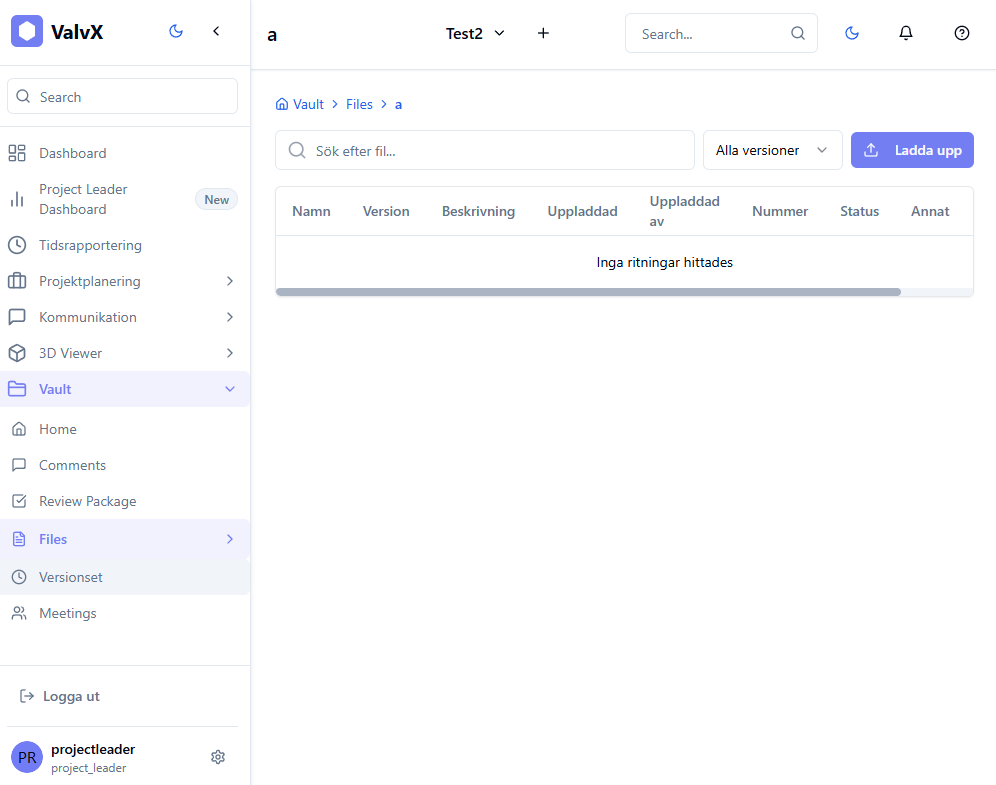 ValvX
a
Test2
Search...
Search
Vault
Files
a
Sök efter fil...
Alla versioner
Ladda upp
Namn
Version
Beskrivning
Uppladdad
Uppladdad
av
Nummer
Status
Annat
Inga ritningar hittades
Dashboard
Project Leader
Dashboard
New
Tidsrapportering
Projektplanering
Kommunikation
3D Viewer
Vault
Home
Comments
Review Package
Files
Versionset
Meetings
Logga ut
PR
projectleader
project_leader